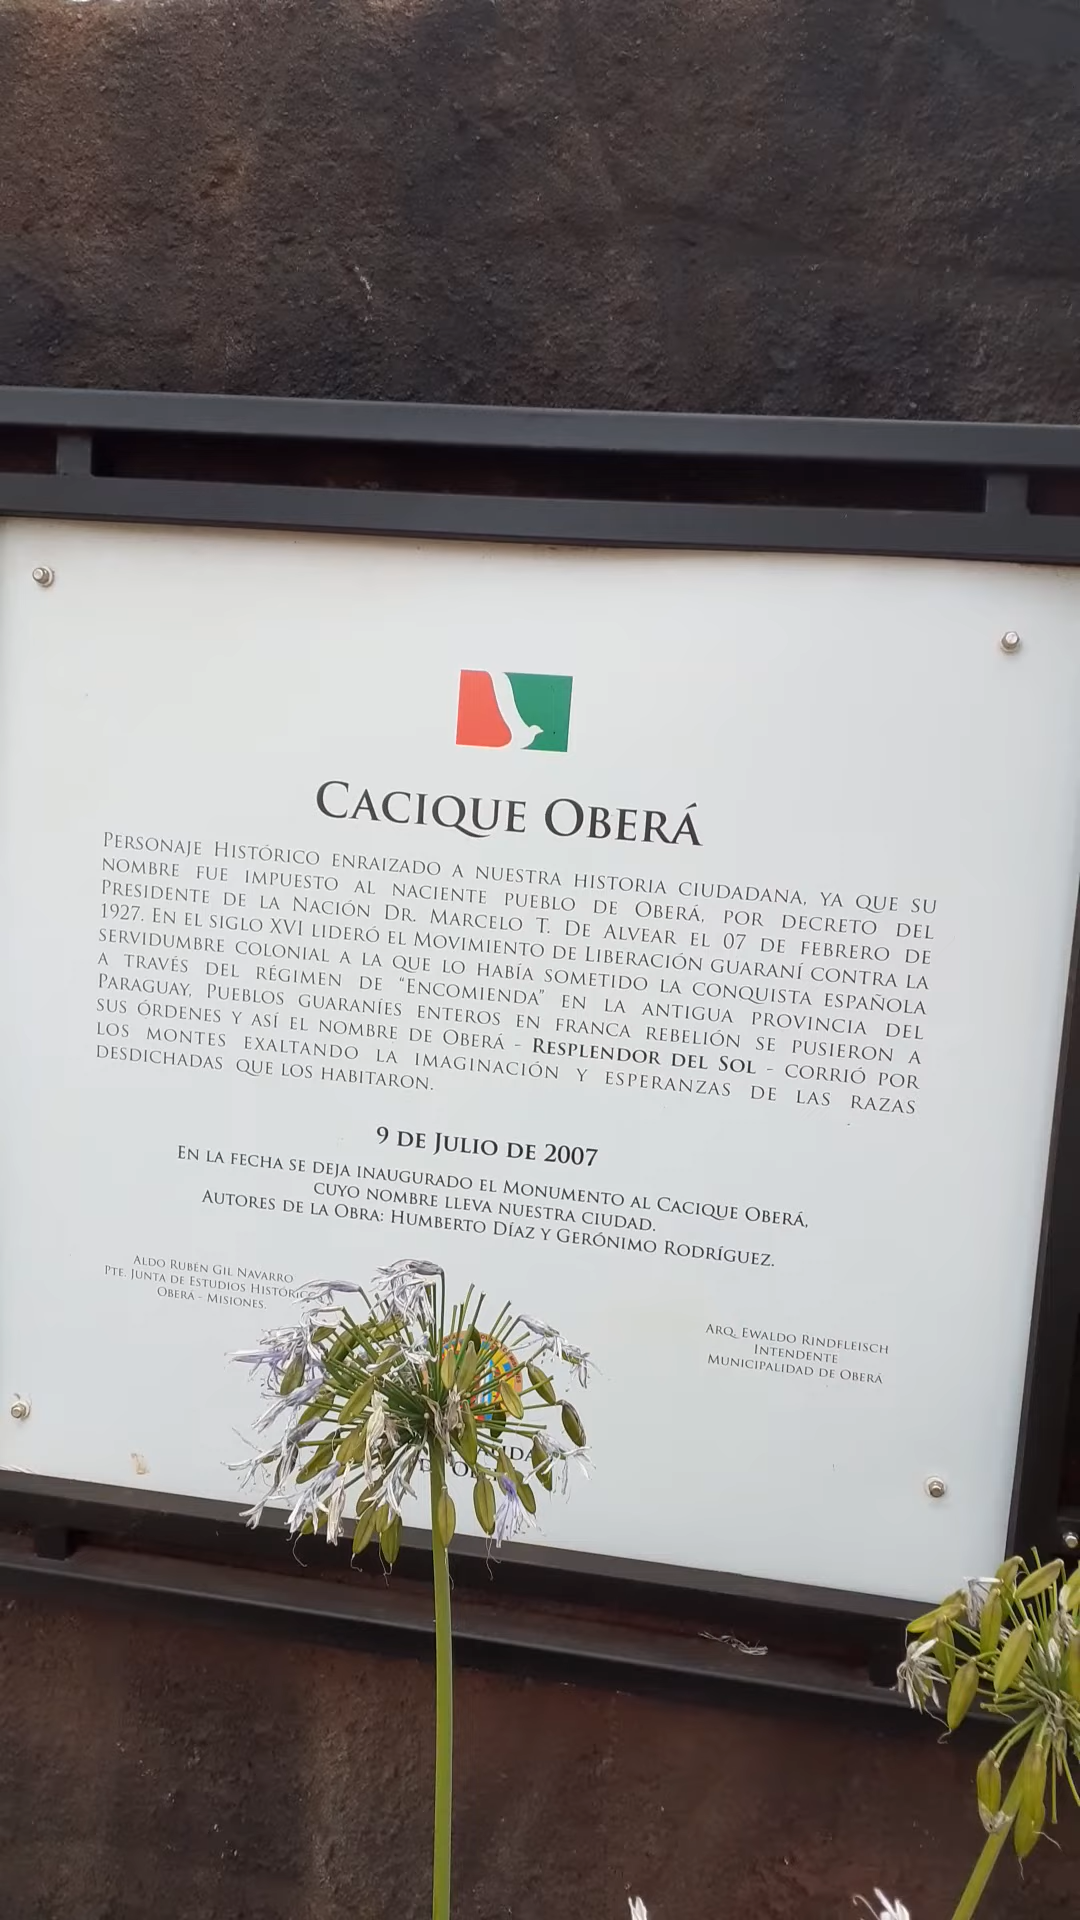 Cacique Oberá
Personaje Histórico enraizado a nuestra historia ciudadana, ya que su
nombre fue impuesto al naciente pueblo de Oberá, por decreto del
Presidente de la Nación Dr. Marcelo T. De Alvear el 07 de febrero de
1927. En el siglo XVI lideró el Movimiento de Liberación guaraní contra la
servidumbre colonial a la que lo había sometido la conquista española
a través del régimen de “Encomienda” en la antigua provincia del
Paraguay, Pueblos guaraníes enteros en franca rebelión se pusieron a
sus órdenes y así el nombre de Oberá - Resplendor del Sol - corrió por
los montes exaltando la imaginación y esperanzas de las razas
desdichadas que los habitaron.
9 de Julio de 2007
En la fecha se deja inaugurado el Monumento al Cacique Oberá,
cuyo nombre lleva nuestra ciudad.
Autores de la Obra: Humberto Díaz y Gerónimo Rodríguez.
Aldo Rubén Gil Navarro
Pte. Junta de Estudios
Oberá - Misiones.
Arq. Ewaldo Rindfleisch
Intendente
Municipalidad de Oberá